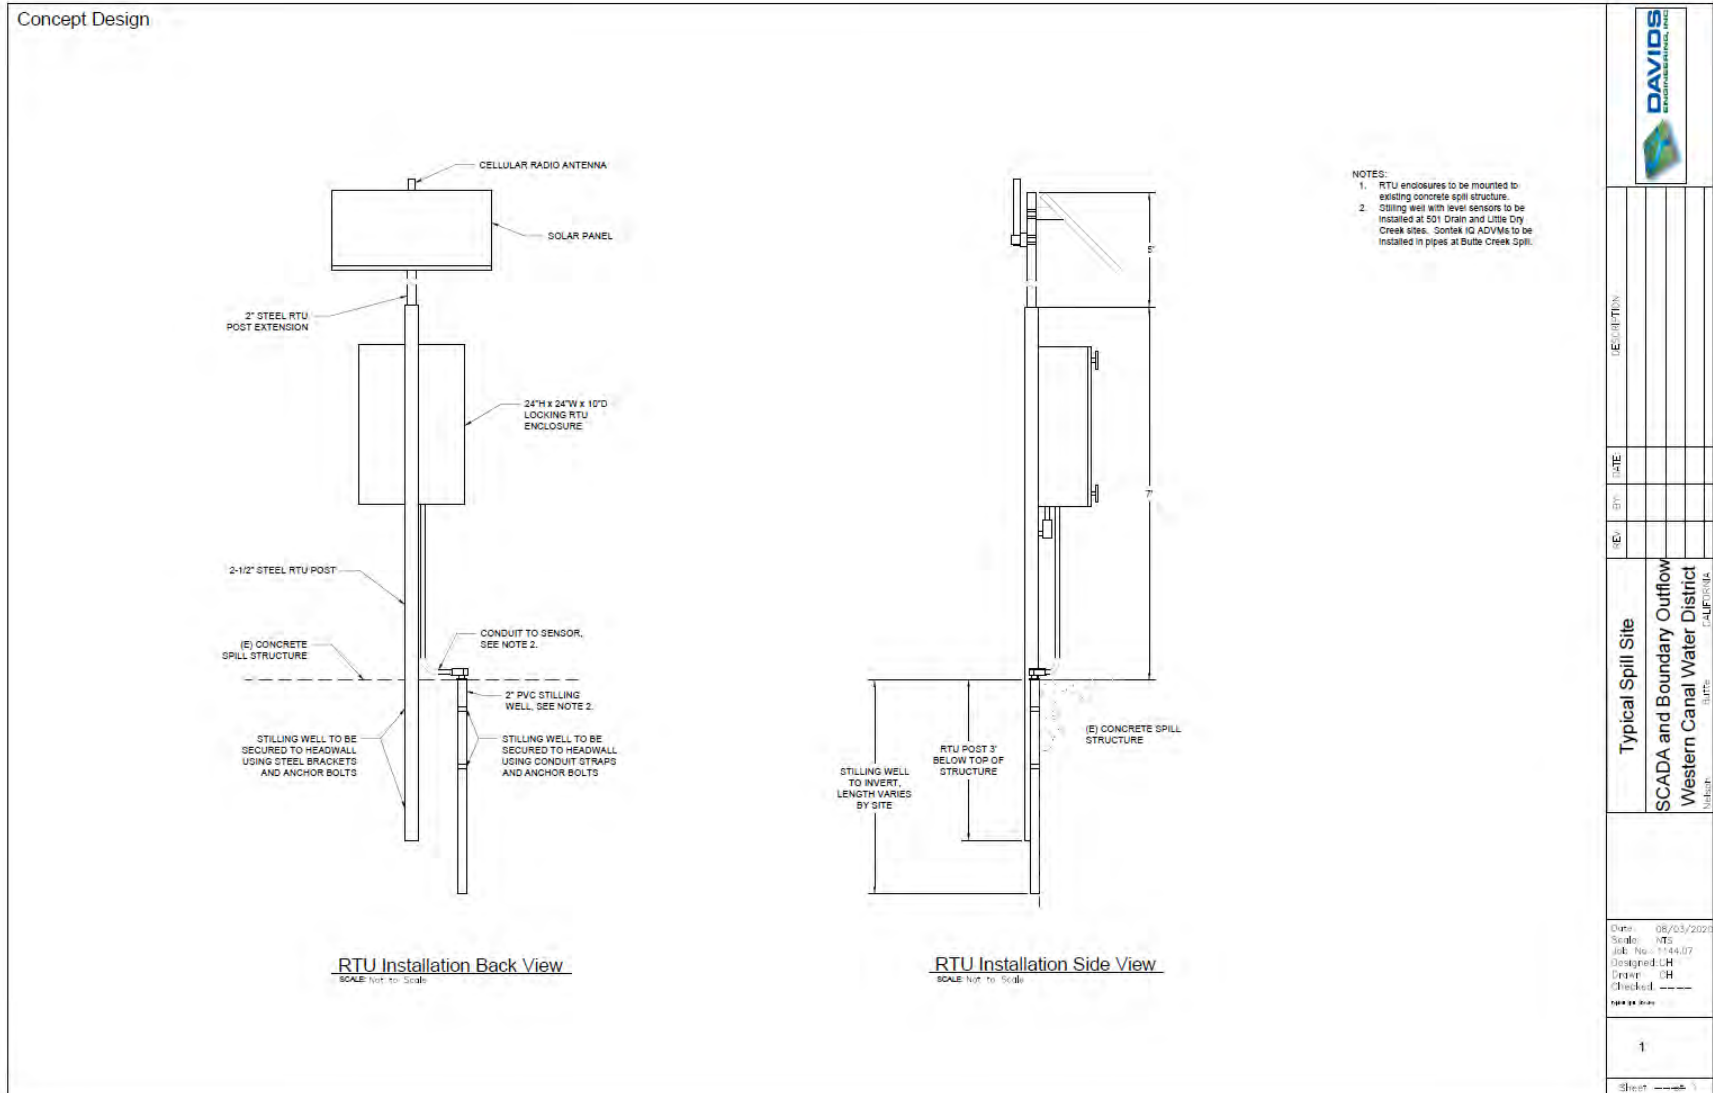 Concept Design
CELLULAR RADIO ANTENNA
SOLAR PANEL
2" STEEL RTU
POST EXTENSION
24"H x 24"W x 10"D
LOCKING RTU
ENCLOSURE
2-1/2" STEEL RTU POST
(E) CONCRETE
SPILL STRUCTURE
CONDUIT TO SENSOR,
SEE NOTE 2.
2" PVC STILLING
WELL, SEE NOTE 2.
STILLING WELL TO BE
SECURED TO HEADWALL
USING STEEL BRACKETS
AND ANCHOR BOLTS
STILLING WELL TO BE
SECURED TO HEADWALL
USING CONDUIT STRAPS
AND ANCHOR BOLTS
RTU Installation Back View
SCALE: Not to Scale
5'
7'
(E) CONCRETE SPILL
STRUCTURE
RTU POST 3'
BELOW TOP OF
STRUCTURE
STILLING WELL
TO INVERT,
LENGTH VARIES
BY SITE
RTU Installation Side View
SCALE: Not to Scale
NOTES:
1. RTU enclosures to be mounted to
existing concrete spill structure.
2. Stilling well with level sensors to be
installed at 501 Drain and Little Dry
Creek sites. Sontek IQ ADVMs to be
installed in pipes at Butte Creek Spill.
DAVIDS
ENGINEERING, INC
DESCRIPTION
DATE:
BY:
REV:
Typical Spill Site
SCADA and Boundary Outflow
Western Canal Water District
Nelson Butte CALIFORNIA
Date: 08/03/2020
Scale: NTS
Job No.: 1144.07
Designed: CH
Drawn: CH
Checked: ----
1
Sheet